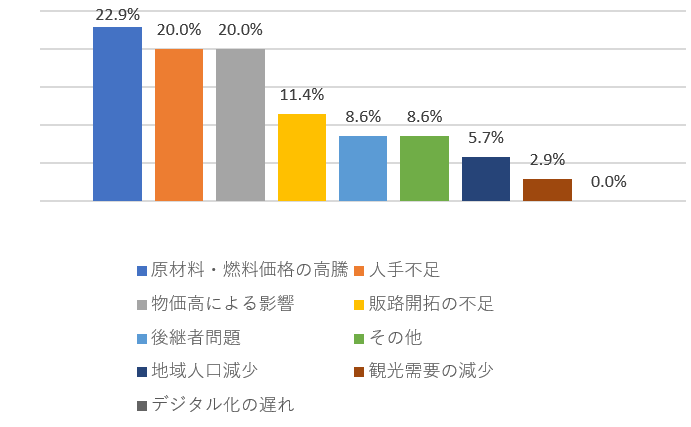 22.9%
20.0% 20.0%
11.4%
8.6% 8.6%
5.7%
2.9%
0.0%
原材料・燃料価格の高騰 人手不足
物価高による影響 販路開拓の不足
後継者問題 その他
地域人口減少 観光需要の減少
デジタル化の遅れ